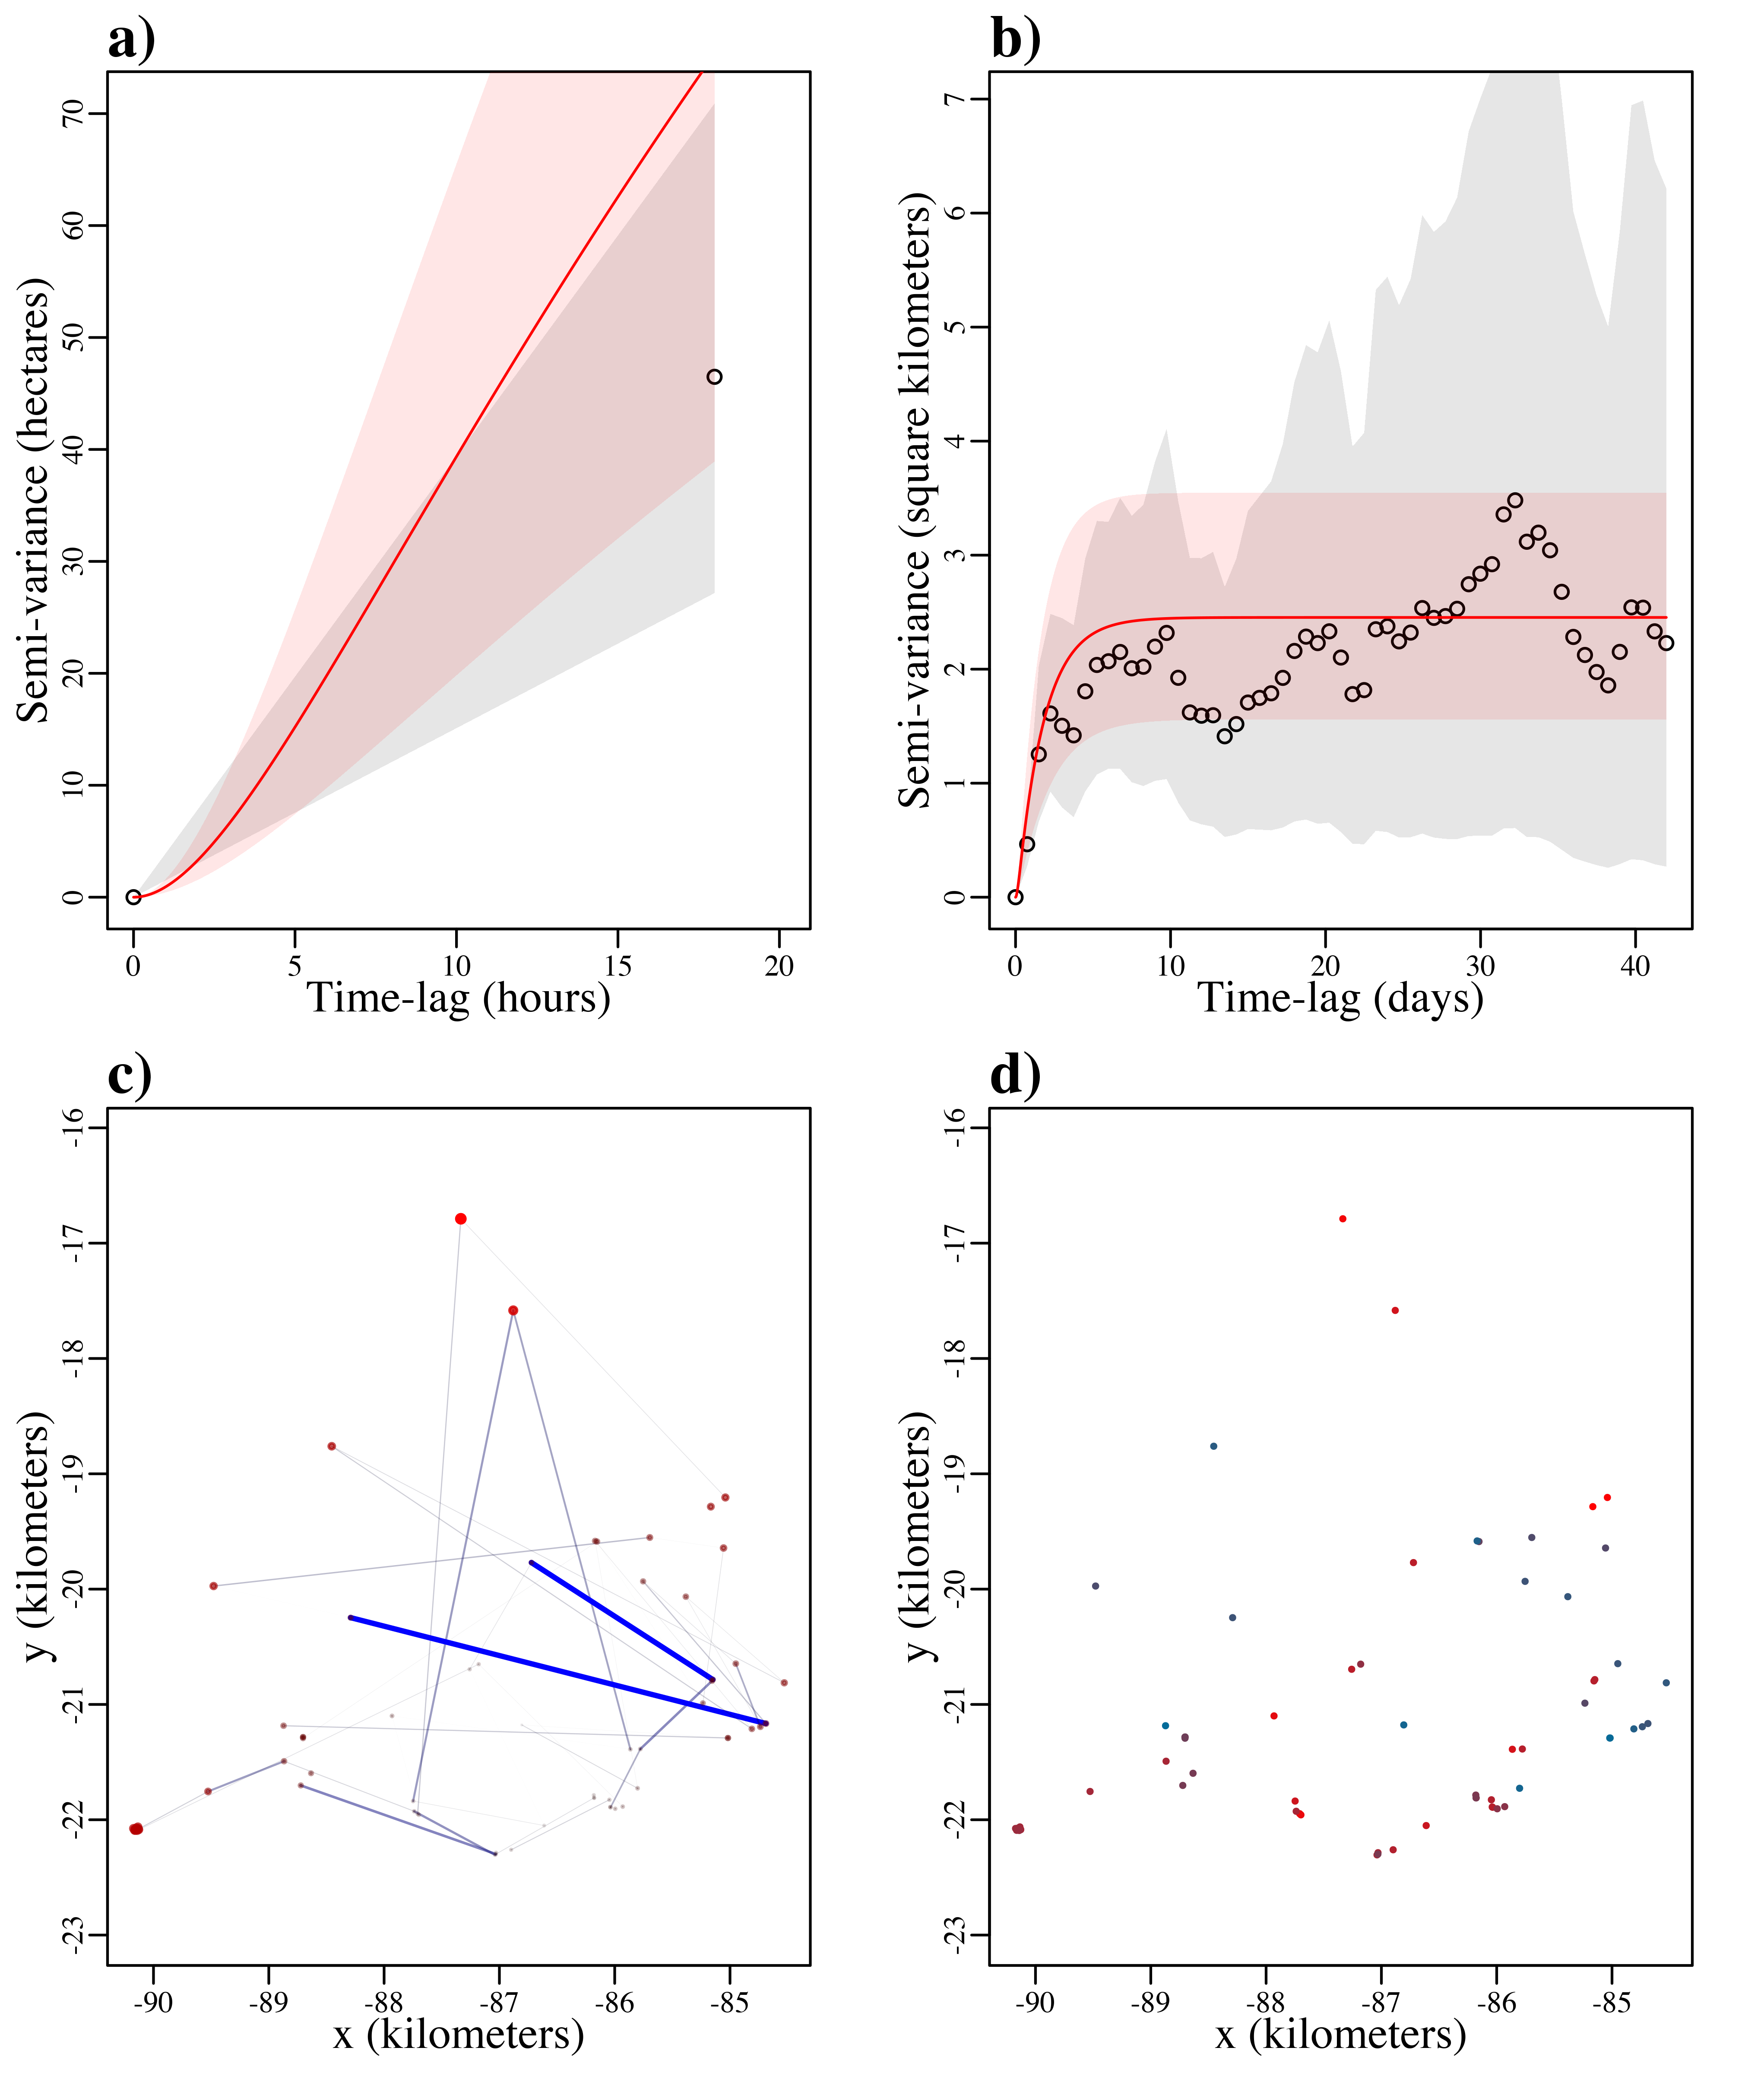 a)
Semi-variance (hectares)
70
60
50
40
30
20
10
0
0 5 10 15 20
Time-lag (hours)
b)
Semi-variance (square kilometers)
7
6
5
4
3
2
1
0
0 10 20 30 40
Time-lag (days)
c)
y (kilometers)
-16
-17
-18
-19
-20
-21
-22
-23
-90 -89 -88 -87 -86 -85
x (kilometers)
d)
y (kilometers)
-16
-17
-18
-19
-20
-21
-22
-23
-90 -89 -88 -87 -86 -85
x (kilometers)